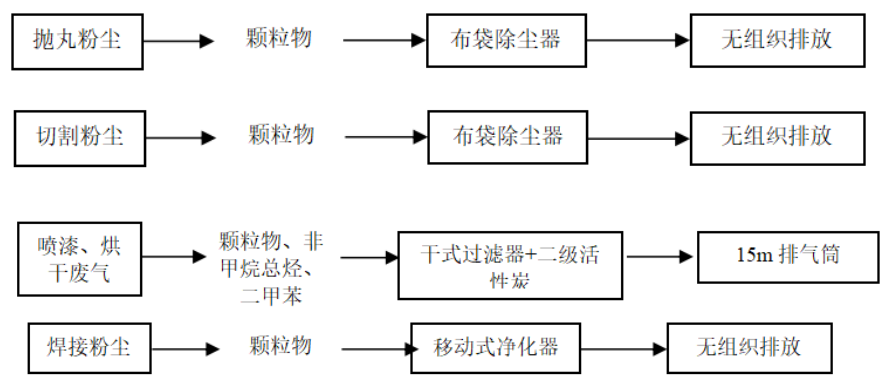 抛丸粉尘 颗粒物 布袋除尘器 无组织排放
切割粉尘 颗粒物 布袋除尘器 无组织排放
喷漆、烘
干废气
颗粒物、非
甲烷总烃、
二甲苯
干式过滤器+二级活
性炭
15m 排气筒
焊接粉尘 颗粒物 移动式净化器 无组织排放